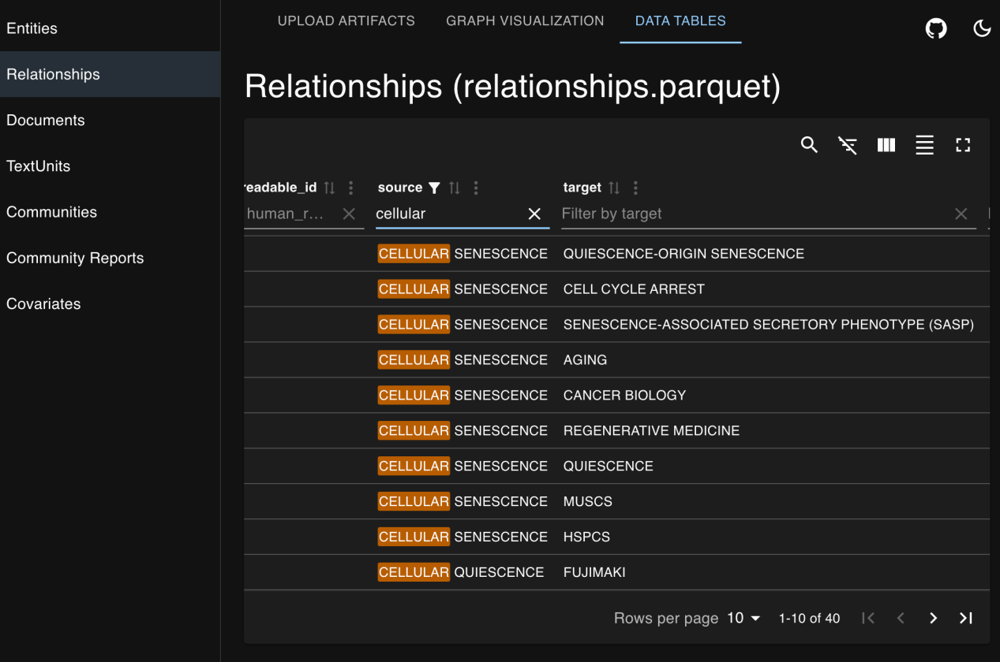 Entities
Relationships
Documents
TextUnits
Communities
Community Reports
Covariates
UPLOAD ARTIFACTS GRAPH VISUALIZATION DATA TABLES
Relationships (relationships.parquet)
readable_id source target
human_r... cellular Filter by target
CELLULAR SENESCENCE QUIESCENCE-ORIGIN SENESCENCE
CELLULAR SENESCENCE CELL CYCLE ARREST
CELLULAR SENESCENCE SENESCENCE-ASSOCIATED SECRETORY PHENOTYPE (SASP)
CELLULAR SENESCENCE AGING
CELLULAR SENESCENCE CANCER BIOLOGY
CELLULAR SENESCENCE REGENERATIVE MEDICINE
CELLULAR SENESCENCE QUIESCENCE
CELLULAR SENESCENCE MUSCS
CELLULAR SENESCENCE HSPCS
CELLULAR QUIESCENCE FUJIMAKI
Rows per page 10 1-10 of 40